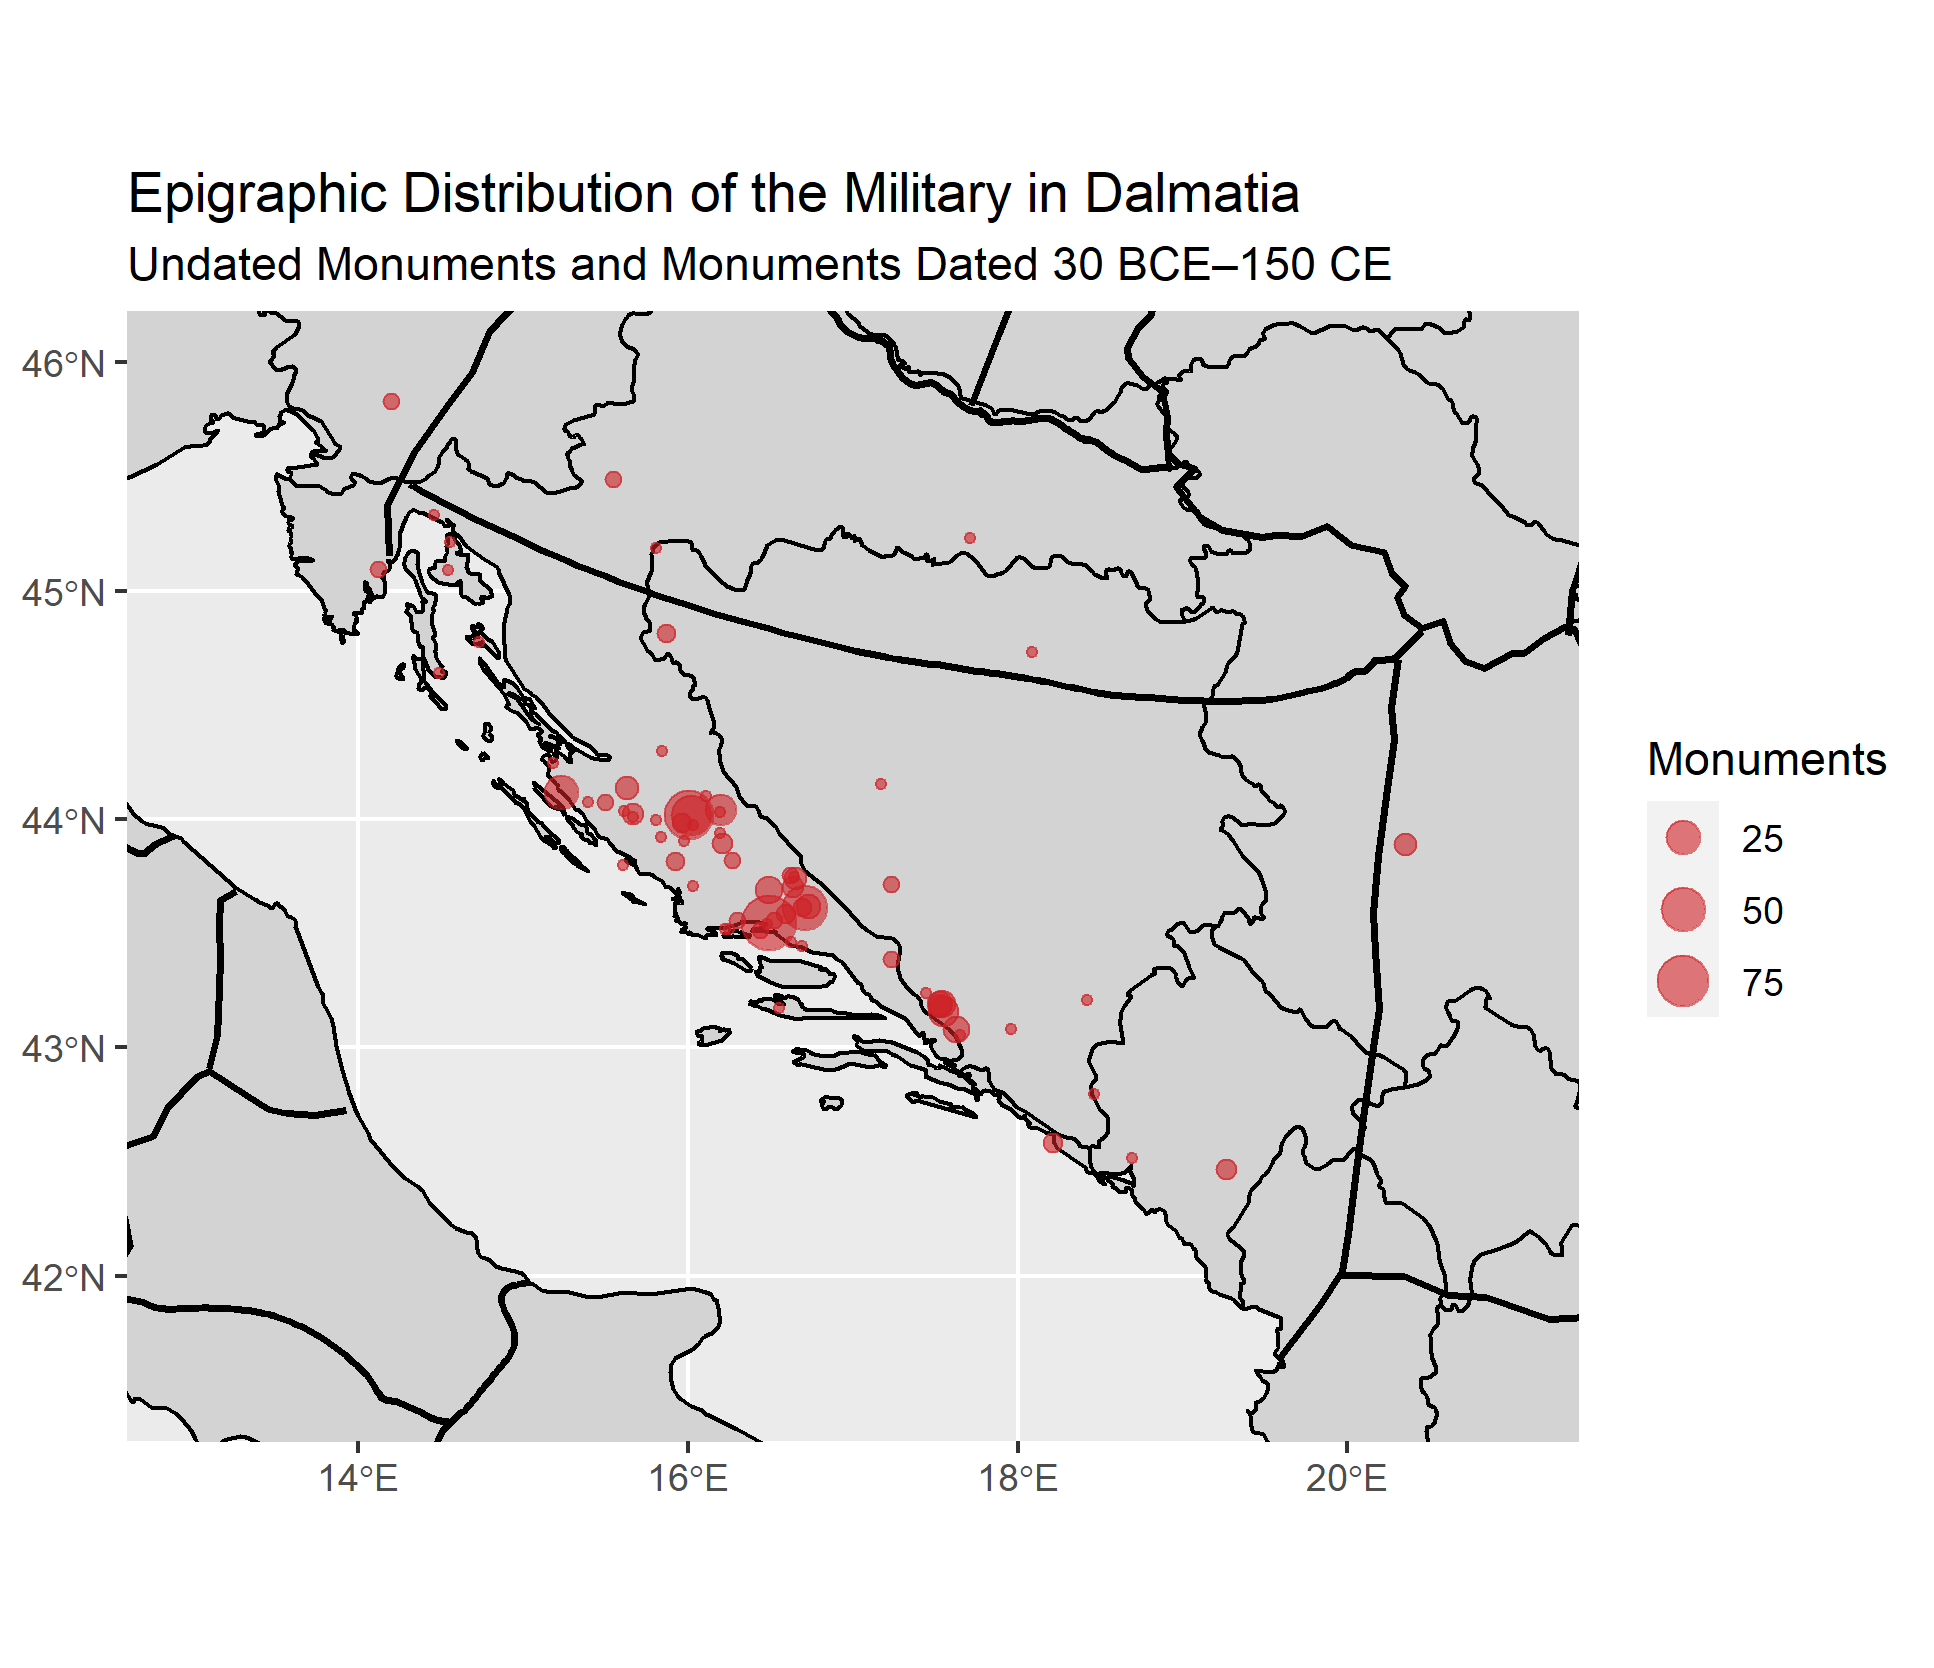 Epigraphic Distribution of the Military in Dalmatia
Undated Monuments and Monuments Dated 30 BCE–150 CE
46°N
45°N
44°N
43°N
42°N
14°E
16°E
18°E
20°E
Monuments
25
50
75